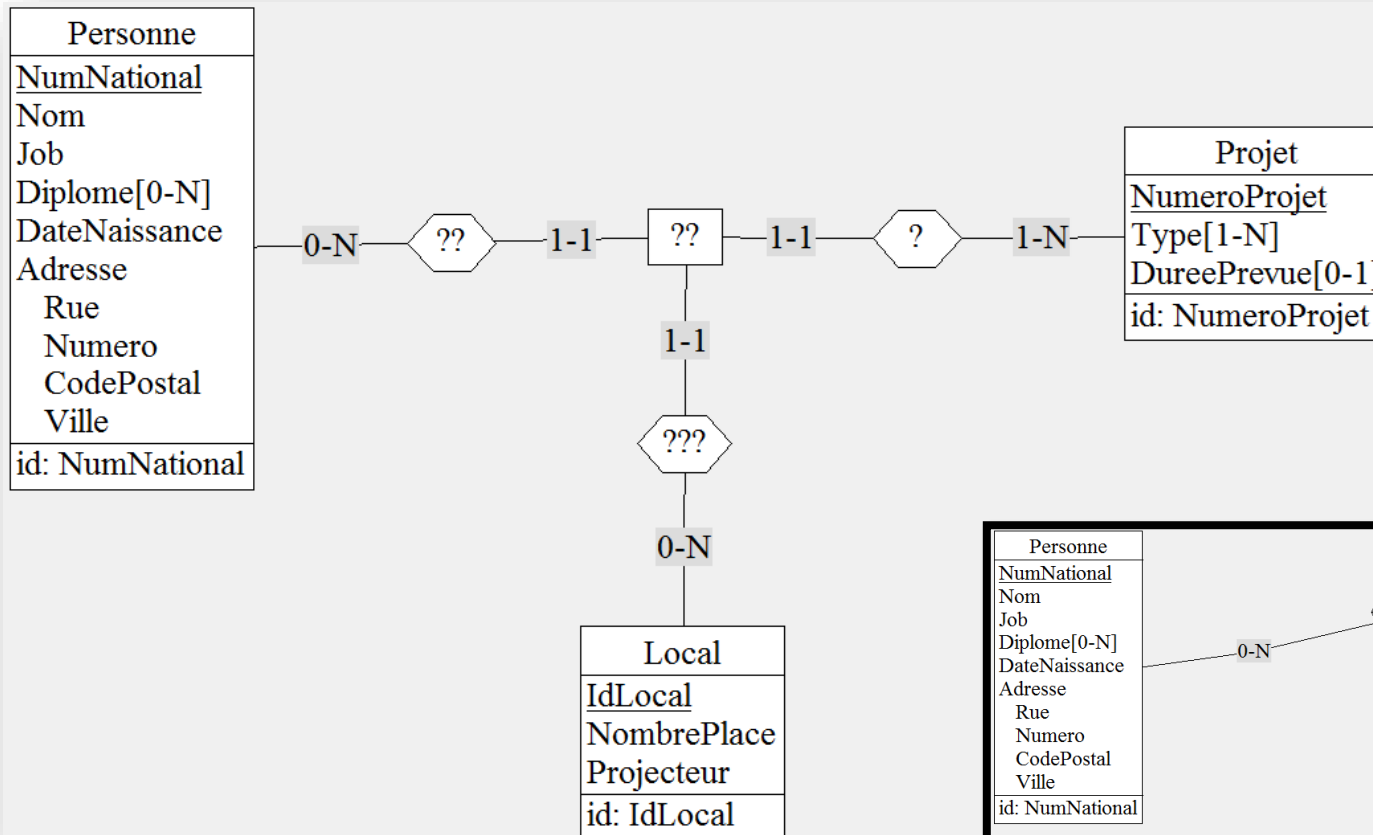 Personne
NumNational
Nom
Job
Diplome[0-N]
DateNaissance
Adresse
Rue
Numero
CodePostal
Ville
id: NumNational
0-N
??
1-1
??
1-1
?
1-N
Projet
NumeroProjet
Type[1-N]
DureePrevue[0-1]
id: NumeroProjet
1-1
???
0-N
Local
IdLocal
NombrePlace
Projecteur
id: IdLocal
Personne
NumNational
Nom
Job
Diplome[0-N]
DateNaissance
Adresse
Rue
Numero
CodePostal
Ville
id: NumNational
0-N